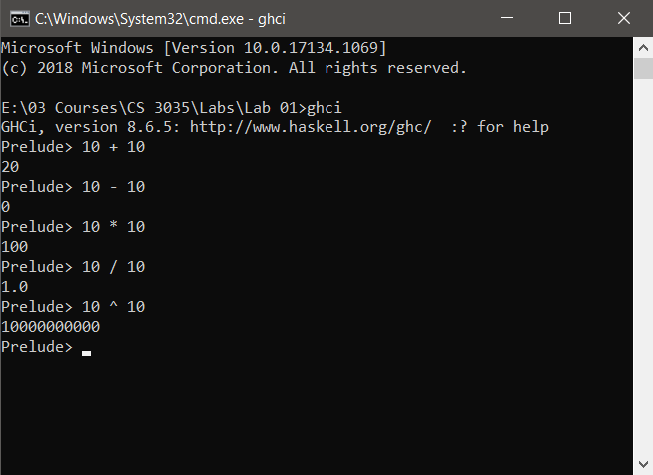 C:\Windows\System32\cmd.exe - ghci
Microsoft Windows [Version 10.0.17134.1069]
(c) 2018 Microsoft Corporation. All rights reserved.
E:\03 Courses\CS 3035\Labs\Lab 01>ghci
GHCi, version 8.6.5: http://www.haskell.org/ghc/  :? for help
Prelude> 10 + 10
20
Prelude> 10 - 10
0
Prelude> 10 * 10
100
Prelude> 10 / 10
1.0
Prelude> 10 ^ 10
10000000000
Prelude>